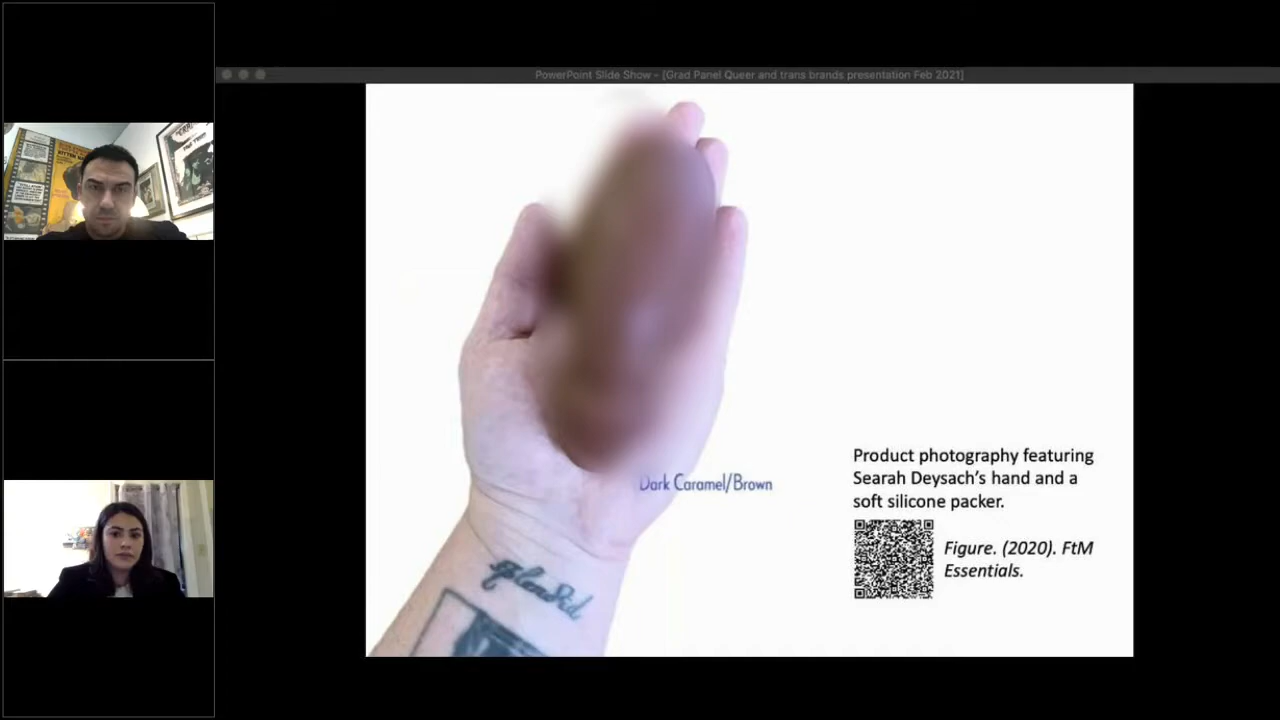 PowerPoint Slide Show - [Grad Panel Queer and trans brands presentation Feb 2021]
Dark Caramel/Brown
Product photography featuring
Searah Deysach's hand and a
soft silicone packer.
Figure. (2020). FtM
Essentials.
splendid